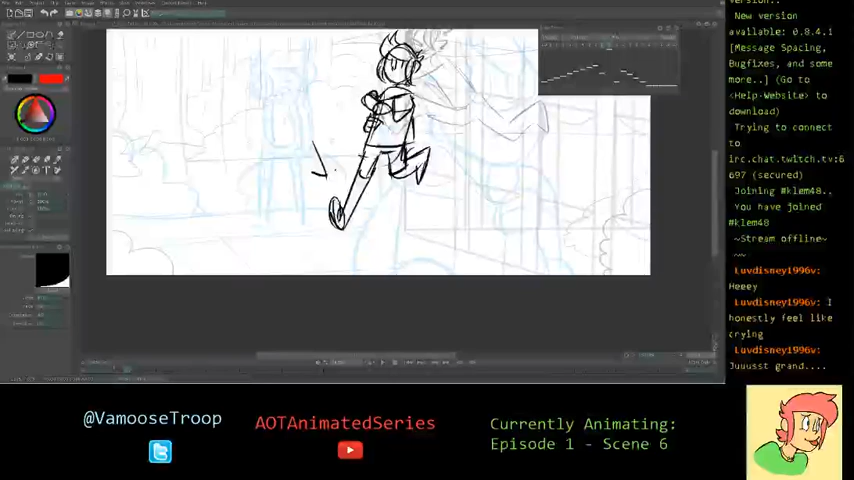 version..
New version
available: 0.8.4.1
[Message Spacing,
Bugfixes, and some
more..] (Go to
<Help-Website> to
download)
Trying to connect
to
irc.chat.twitch.tv:6
697 (secured)
Joining #klem48..
You have joined
#klem48
~Stream offline~
~~
Luvdisney1996v:
Heeey
Luvdisney1996v: I
honestly feel like
crying
Luvdisney1996v:
Juuusst grand....
@VamooseTroop
AOTAnimatedSeries
Currently Animating:
Episode 1 - Scene 6